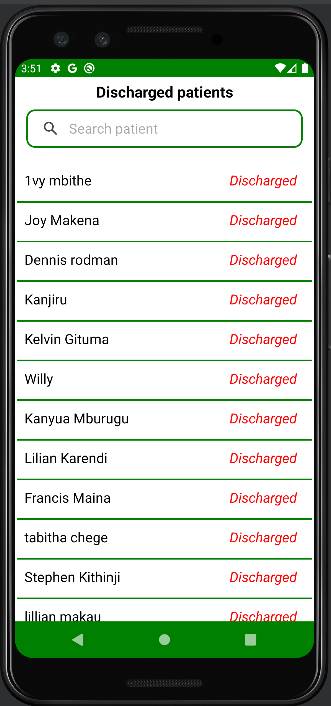 3:51
Discharged patients
Search patient
1vy mbithe Discharged
Joy Makena Discharged
Dennis rodman Discharged
Kanjiru Discharged
Kelvin Gituma Discharged
Willy Discharged
Kanyua Mburugu Discharged
Lilian Karendi Discharged
Francis Maina Discharged
tabitha chege Discharged
Stephen Kithinji Discharged
lillian makau Discharged